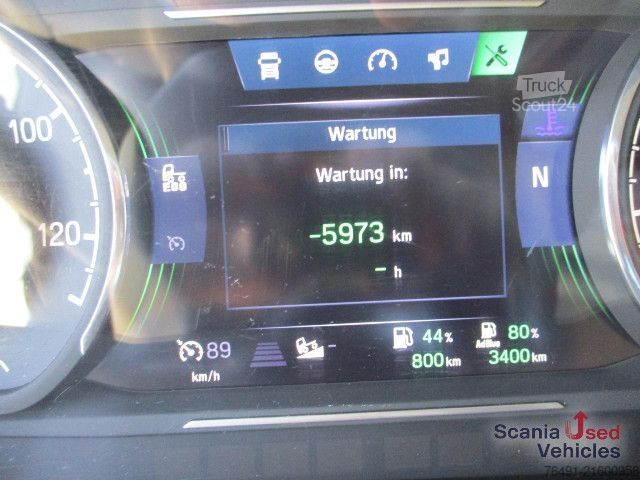 Truck
Scout24
100
120
Wartung
Wartung in:
-5973 km
- h
ECO
N
89
km/h
-
44%
800km
AdBlue
80%
3400km
Scania Used
Vehicles